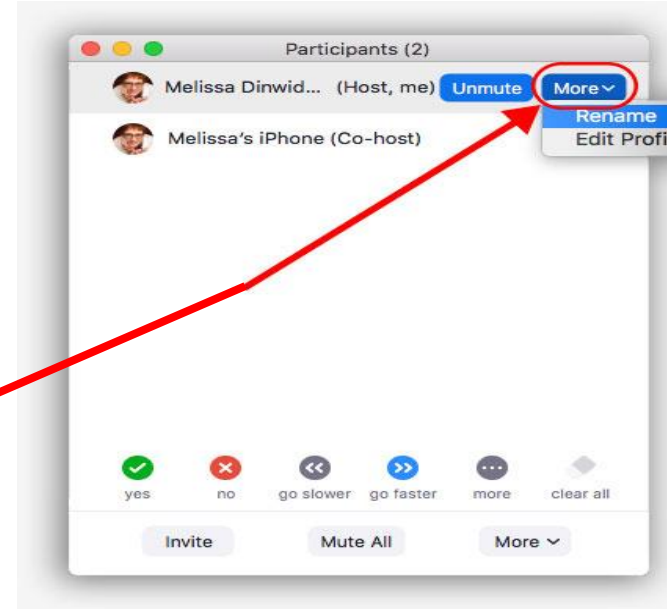 Participants (2)
Melissa Dinwid... (Host, me) Unmute More
Rename
Edit Profi
Melissa's iPhone (Co-host)
yes no go slower go faster more clear all
Invite Mute All More